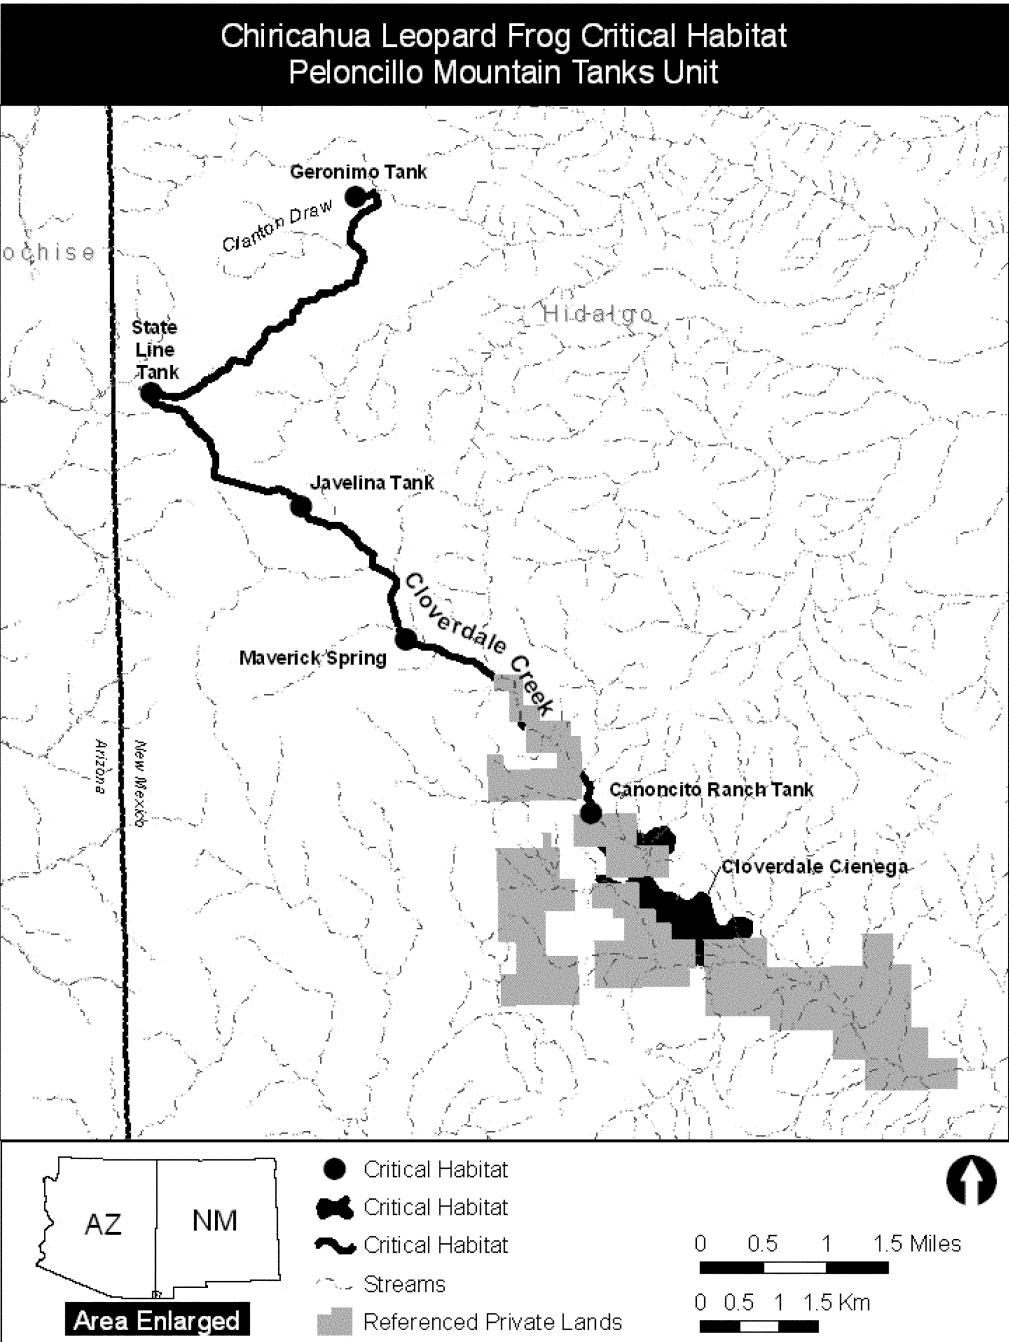 Chiricahua Leopard Frog Critical Habitat
Peloncillo Mountain Tanks Unit
Geronimo Tank
Clanton Draw
ochise
Hidalgo
State
Line
Tank
Javelina Tank
Cloverdale Creek
Maverick Spring
Arizona
New Mexico
Canoncito Ranch Tank
Cloverdale Cienega
AZ
NM
Area Enlarged
Critical Habitat
Critical Habitat
Critical Habitat
Streams
Referenced Private Lands
0 0.5 1 1.5 Miles
0 0.5 1 1.5 Km